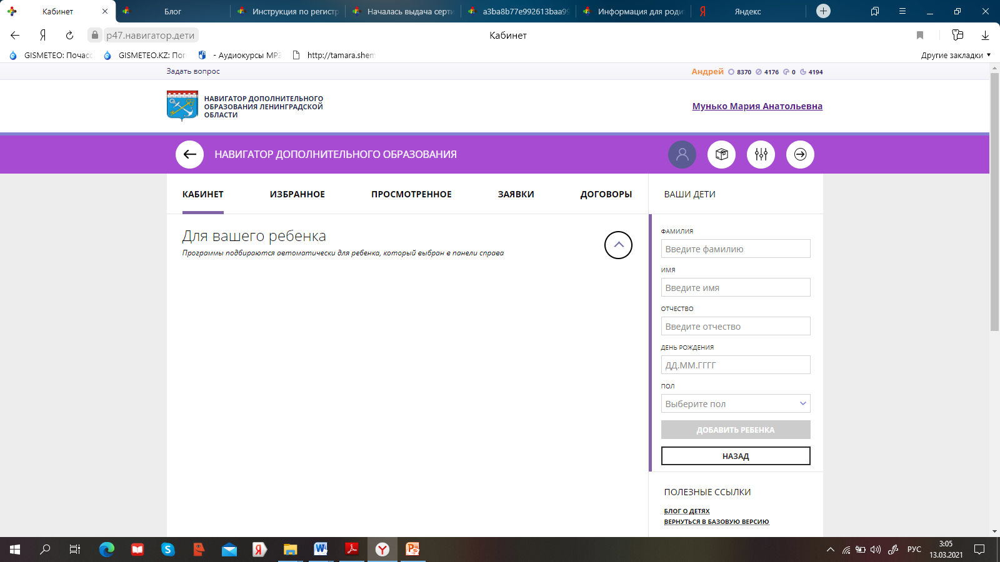 Кабинет
Блог
Инструкция по регистр
Началась выдача серти
a3ba8b77e992613baa99
Информация для роди
Яндекс
p47.навигатор.дети
Кабинет
GISMETEO: Почасо
GISMETEO.KZ: Пог
- Аудиокурсы MP3
http://tamara.shem
Другие закладки
Задать вопрос
Андрей 8370 4176 0 4194
НАВИГАТОР ДОПОЛНИТЕЛЬНОГО
ОБРАЗОВАНИЯ ЛЕНИНГРАДСКОЙ
ОБЛАСТИ
Мунько Мария Анатольевна
НАВИГАТОР ДОПОЛНИТЕЛЬНОГО ОБРАЗОВАНИЯ
КАБИНЕТ ИЗБРАННОЕ ПРОСМОТРЕННОЕ ЗАЯВКИ ДОГОВОРЫ
Для вашего ребенка
Программы подбираются автоматически для ребенка, который выбран в панели справа
ВАШИ ДЕТИ
ФАМИЛИЯ
Введите фамилию
ИМЯ
Введите имя
ОТЧЕСТВО
Введите отчество
ДЕНЬ РОЖДЕНИЯ
ДД.ММ.ГГГГ
ПОЛ
Выберите пол
ДОБАВИТЬ РЕБЕНКА
НАЗАД
ПОЛЕЗНЫЕ ССЫЛКИ
БЛОГ О ДЕТЯХ
ВЕРНУТЬСЯ В БАЗОВУЮ ВЕРСИЮ
РУС
3:05
13.03.2021